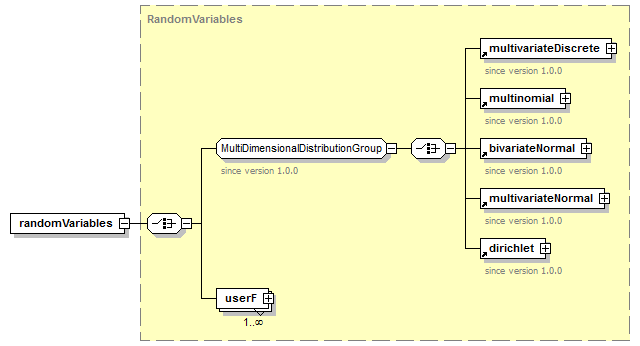 RandomVariables
multivariateDiscrete
since version 1.0.0
multinomial
since version 1.0.0
MultiDimensionalDistributionGroup
since version 1.0.0
bivariateNormal
since version 1.0.0
multivariateNormal
since version 1.0.0
randomVariables
dirichlet
since version 1.0.0
userF
1..∞